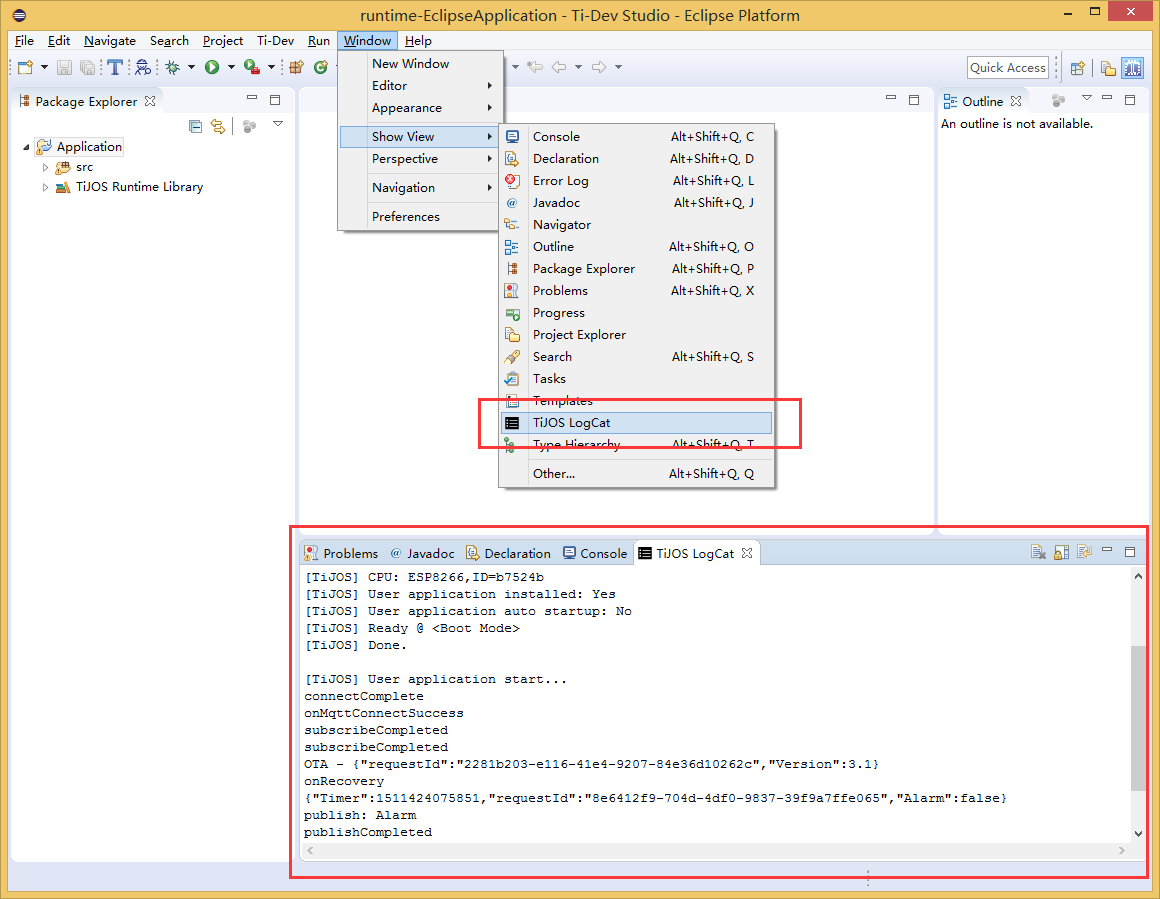 runtime-EclipseApplication - Ti-Dev Studio - Eclipse Platform
File Edit Navigate Search Project Ti-Dev Run Window Help
Quick Access
New Window
Editor
Appearance
Show View
Perspective
Navigation
Preferences
Console Alt+Shift+Q, C
Declaration Alt+Shift+Q, D
Error Log Alt+Shift+Q, L
Javadoc Alt+Shift+Q, J
Navigator
Outline Alt+Shift+Q, O
Package Explorer Alt+Shift+Q, P
Problems Alt+Shift+Q, X
Progress
Project Explorer
Search Alt+Shift+Q, S
Tasks
Templates
TiJOS LogCat
Type Hierarchy Alt+Shift+Q, T
Other... Alt+Shift+Q, Q
Package Explorer
Application
src
TiJOS Runtime Library
Outline
An outline is not available.
Problems @ Javadoc Declaration Console TiJOS LogCat
[TiJOS] CPU: ESP8266,ID=b7524b
[TiJOS] User application installed: Yes
[TiJOS] User application auto startup: No
[TiJOS] Ready @ <Boot Mode>
[TiJOS] Done.
[TiJOS] User application start...
connectComplete
onMqttConnectSuccess
subscribeCompleted
subscribeCompleted
OTA - {"requestId":"2281b203-e116-41e4-9207-84e36d10262c","Version":3.1}
onRecovery
{"Timer":1511424075851,"requestId":"8e6412f9-704d-4df0-9837-39f9a7ffe065","Alarm":false}
publish: Alarm
publishCompleted